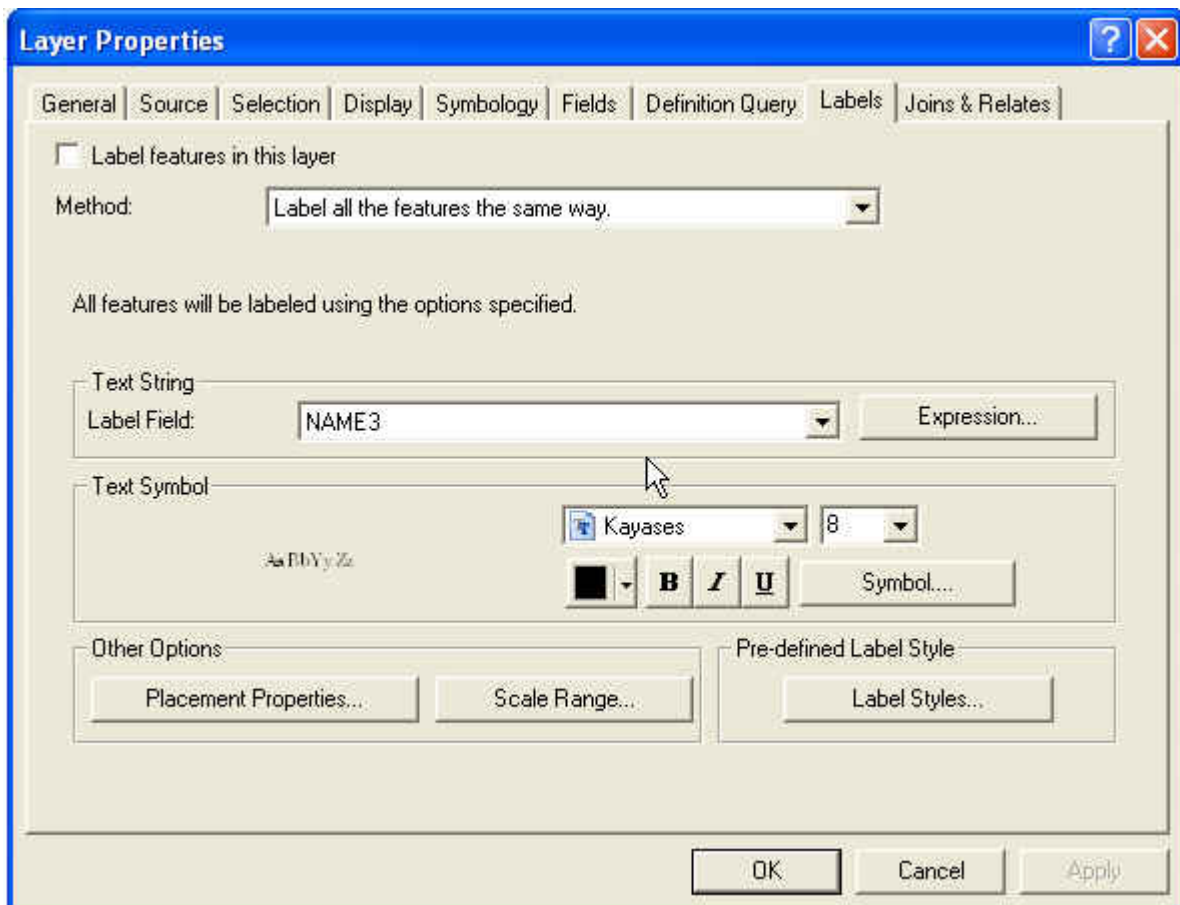 Layer Properties
General Source Selection Display Symbology Fields Definition Query Labels Joins & Relates
Label features in this layer
Method: Label all the features the same way.
All features will be labeled using the options specified.
Text String
Label Field: NAME3 Expression...
Text Symbol
Kayases 8
AaBbYyZz
B I U Symbol....
Other Options Pre-defined Label Style
Placement Properties... Scale Range... Label Styles...
OK Cancel Apply